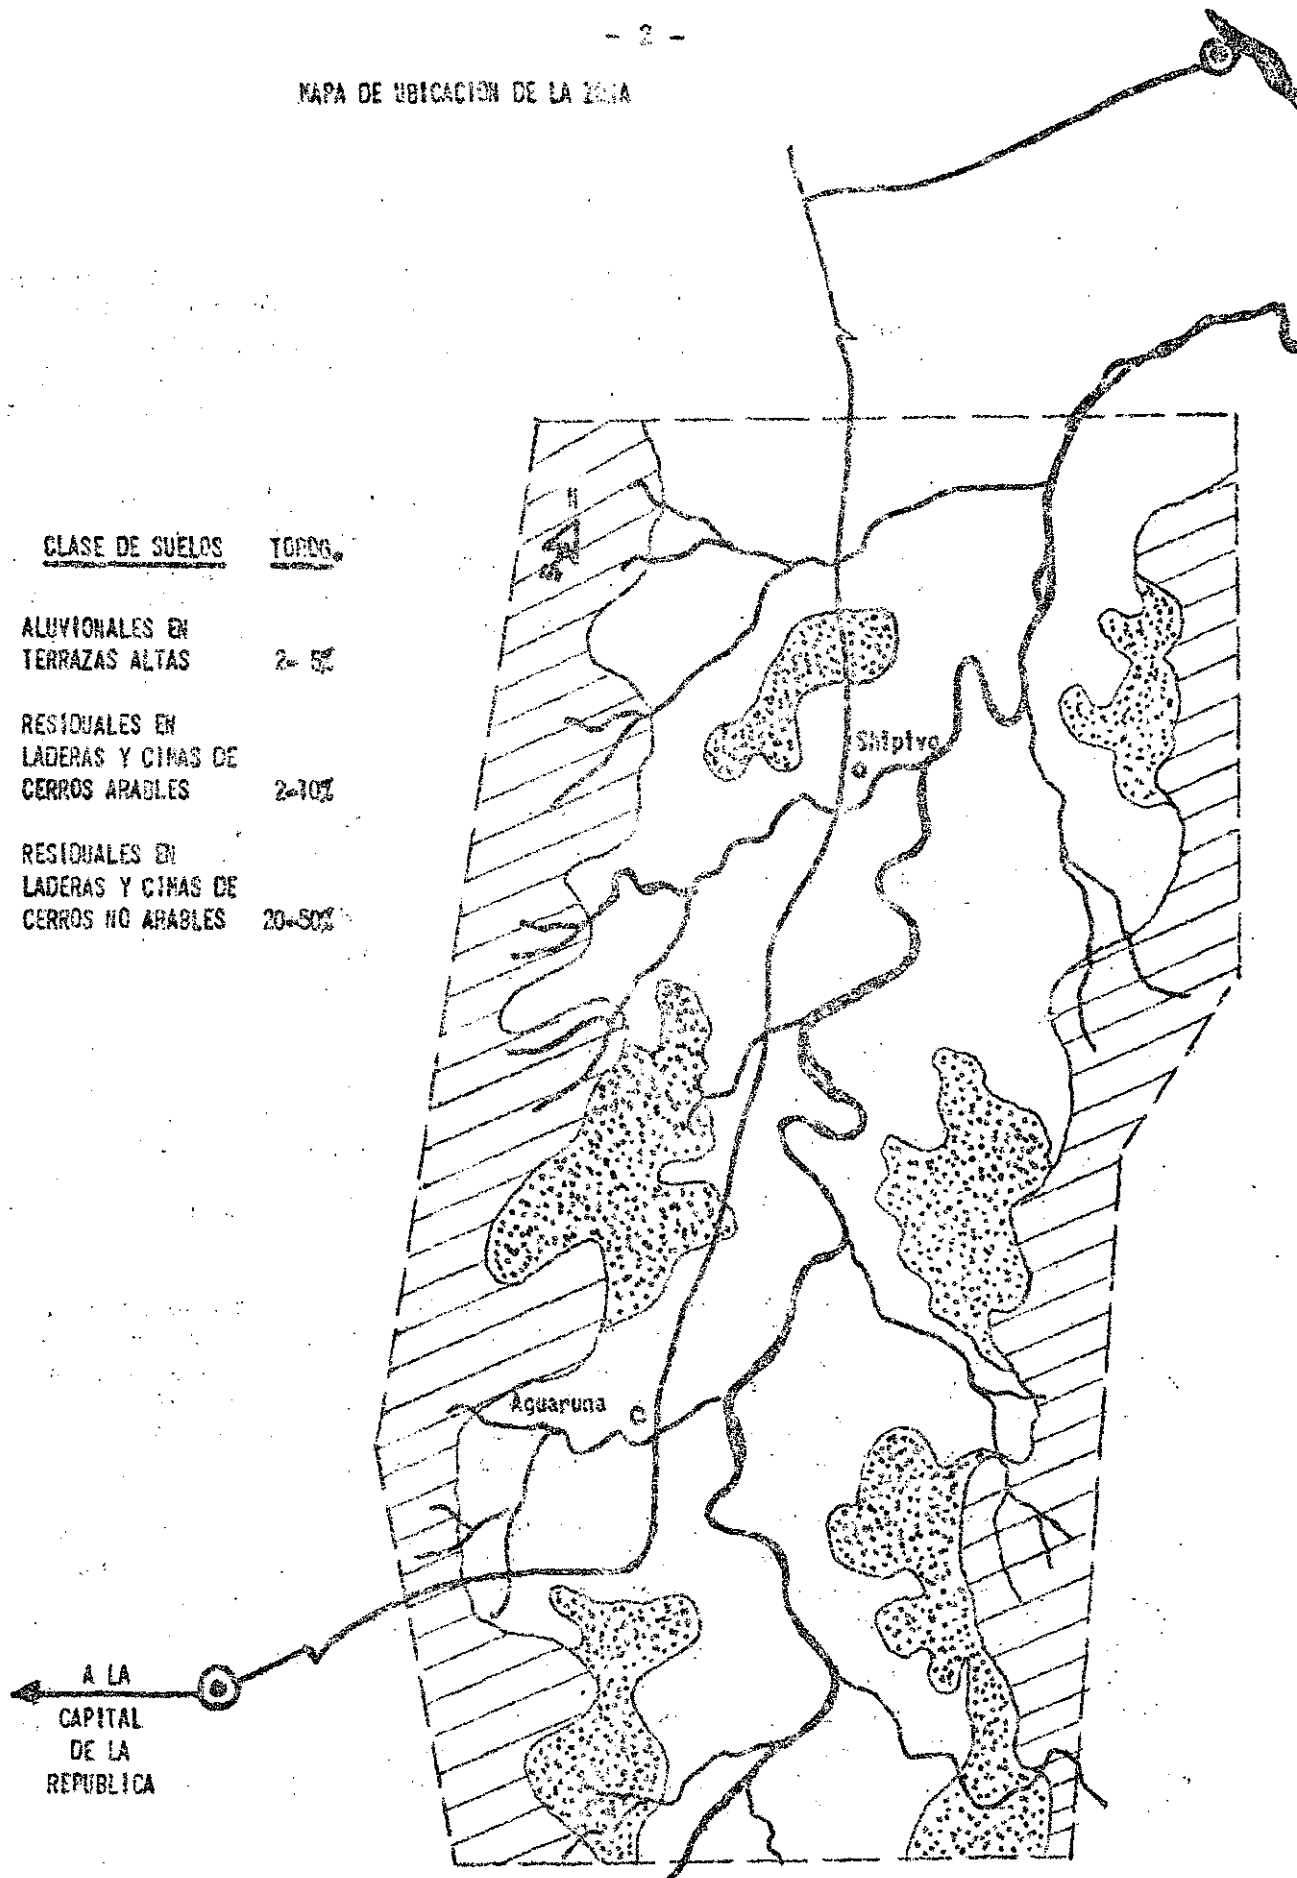 - 2 -
MAPA DE UBICACION DE LA ZONA
CLASE DE SUELOS
ALUVIONALES EN
TERRAZAS ALTAS 2- 5%
RESIDUALES EN
LADERAS Y CIMAS DE
CERROS ARABLES 2-10%
RESIDUALES EN
LADERAS Y CIMAS DE
CERROS NO ARABLES 20-50%
N
S
Shipivo
Aguaruna
A LA
CAPITAL
DE LA
REPUBLICA